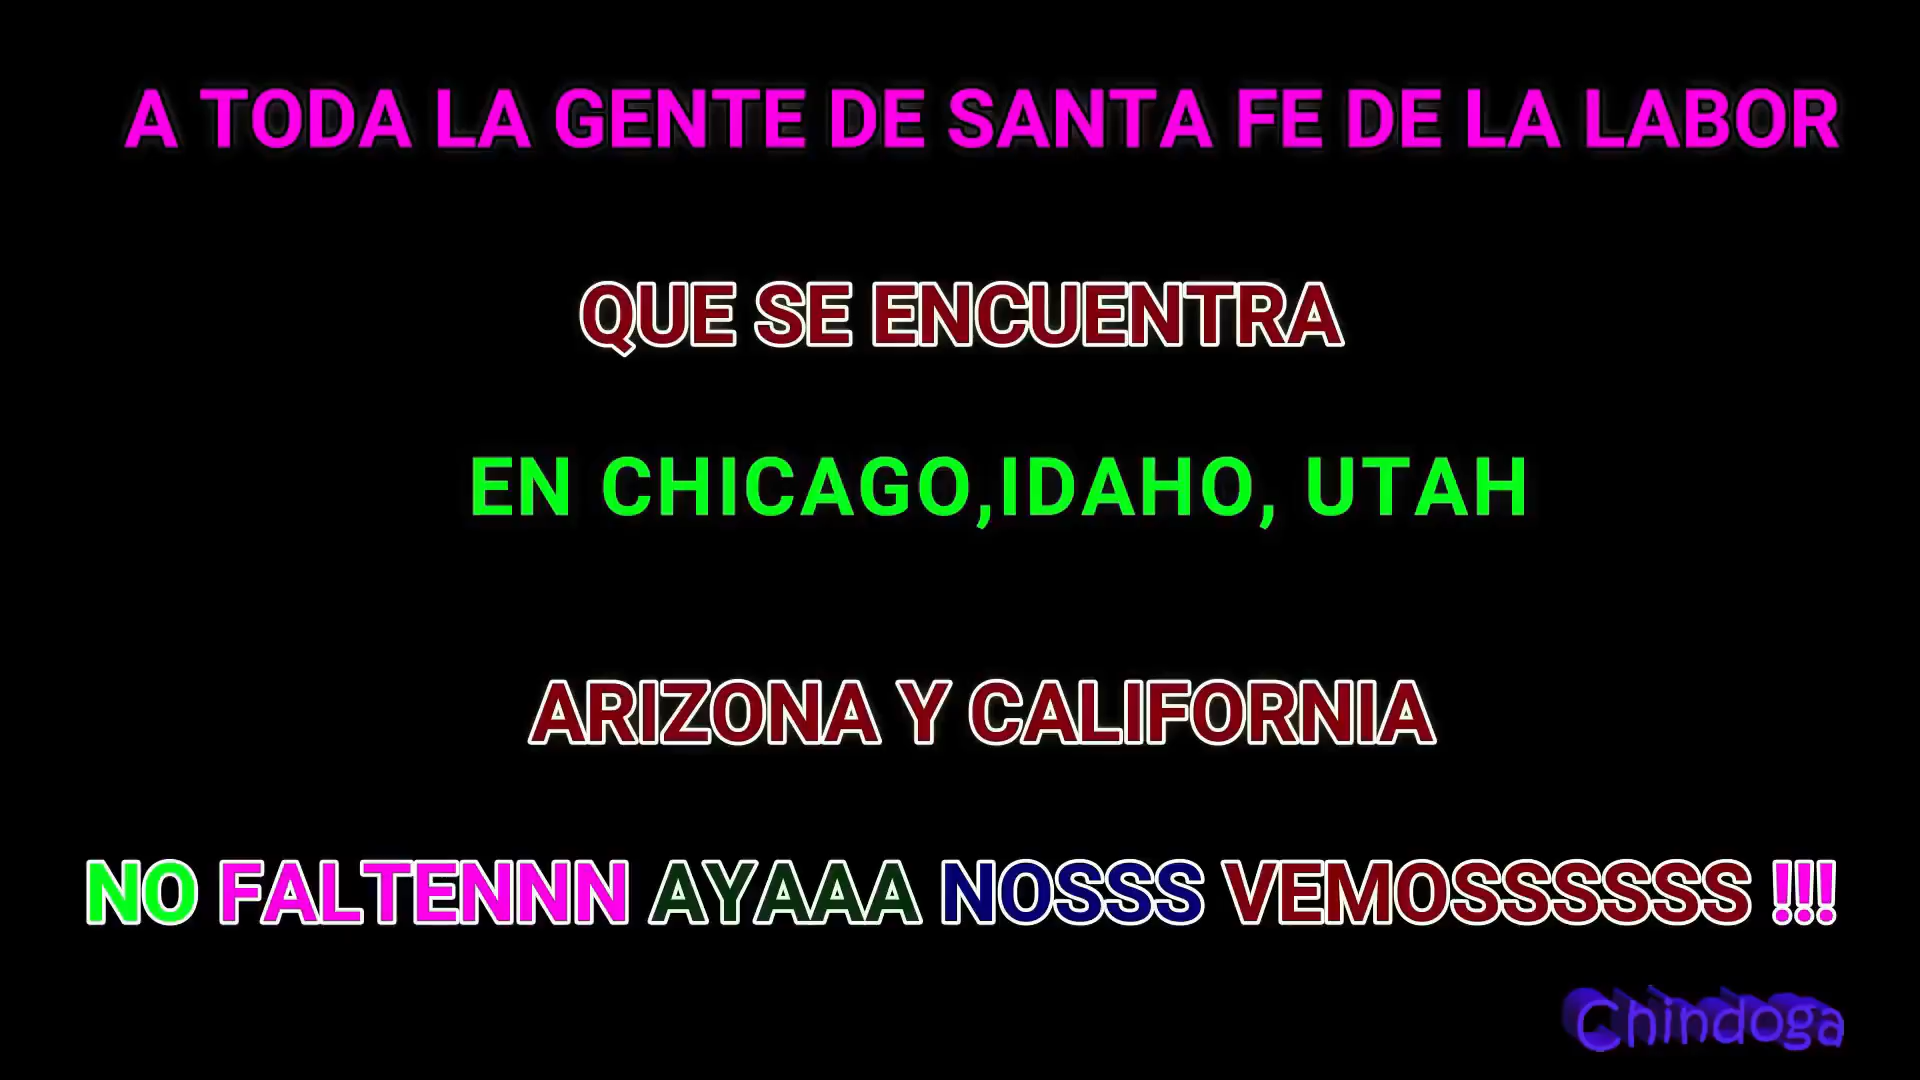 A TODA LA GENTE DE SANTA FE DE LA LABOR
QUE SE ENCUENTRA
EN CHICAGO,IDAHO, UTAH
ARIZONA Y CALIFORNIA
NO FALTENNN AYAAA NOSSS VEMOSSSSSS !!!
Chindoga